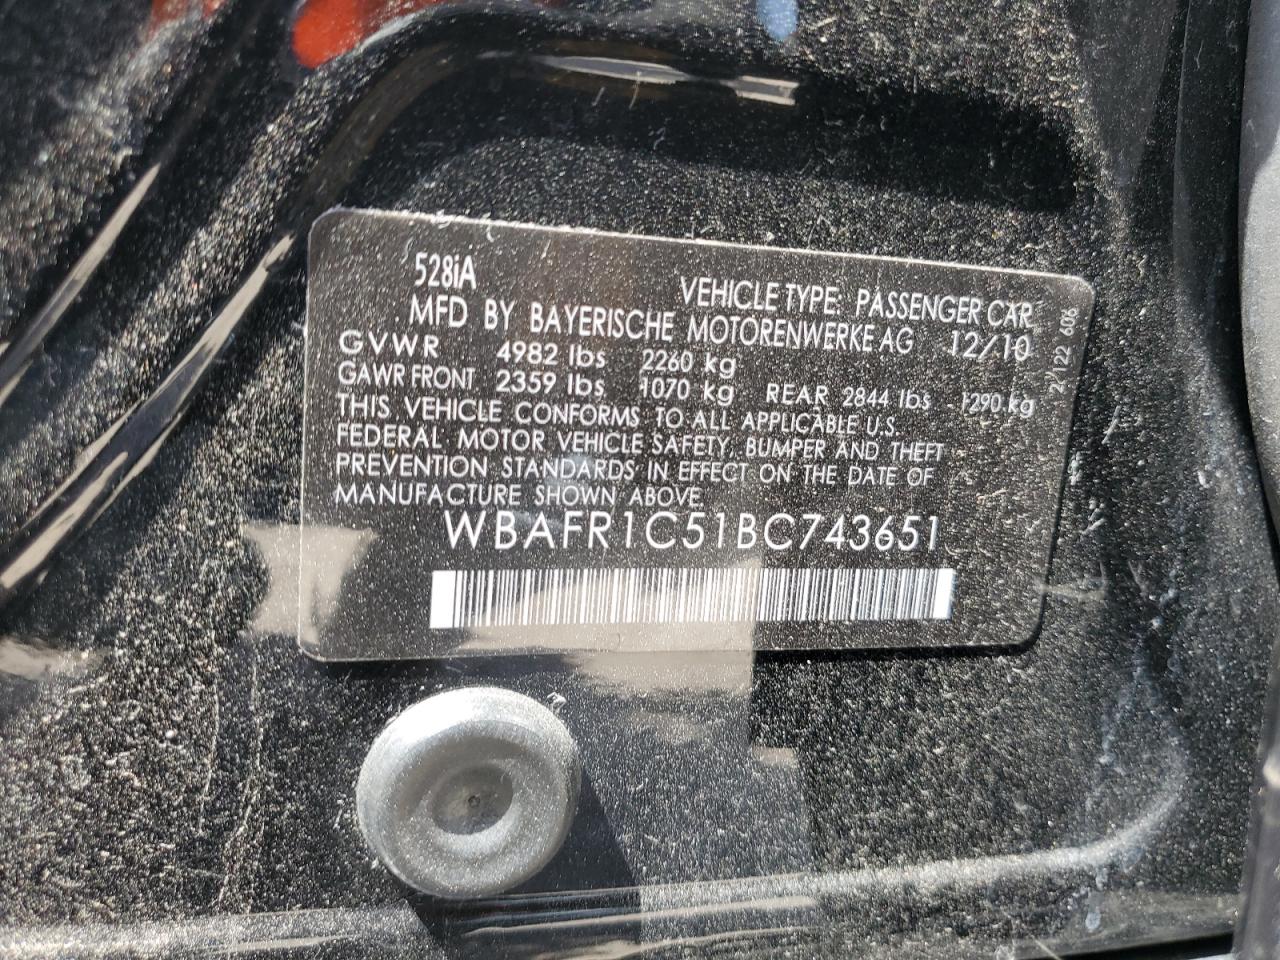 528iA VEHICLE TYPE: PASSENGER CAR
MFD BY BAYERISCHE MOTORENWERKE AG 12/10
GVWR 4982 lbs 2260 kg
GAWR FRONT 2359 lbs 1070 kg REAR 2844 lbs 1290 kg
THIS VEHICLE CONFORMS TO ALL APPLICABLE U.S.
FEDERAL MOTOR VEHICLE SAFETY, BUMPER AND THEFT
PREVENTION STANDARDS IN EFFECT ON THE DATE OF
MANUFACTURE SHOWN ABOVE
WBAFR1C51BC743651
606